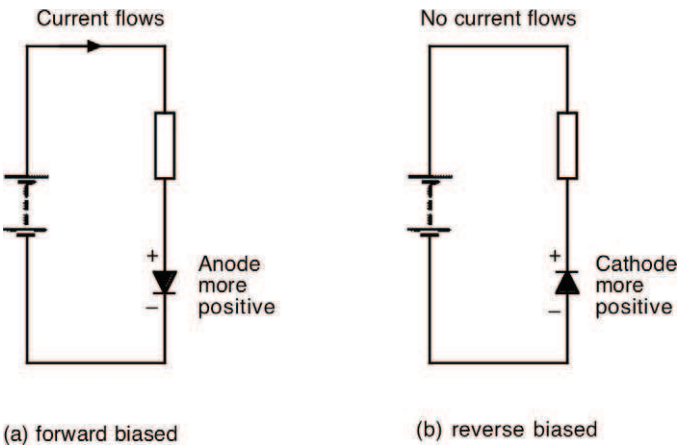 Current flows
+
Anode
more
positive
–
(a) forward biased
No current flows
+
Cathode
more
positive
–
(b) reverse biased